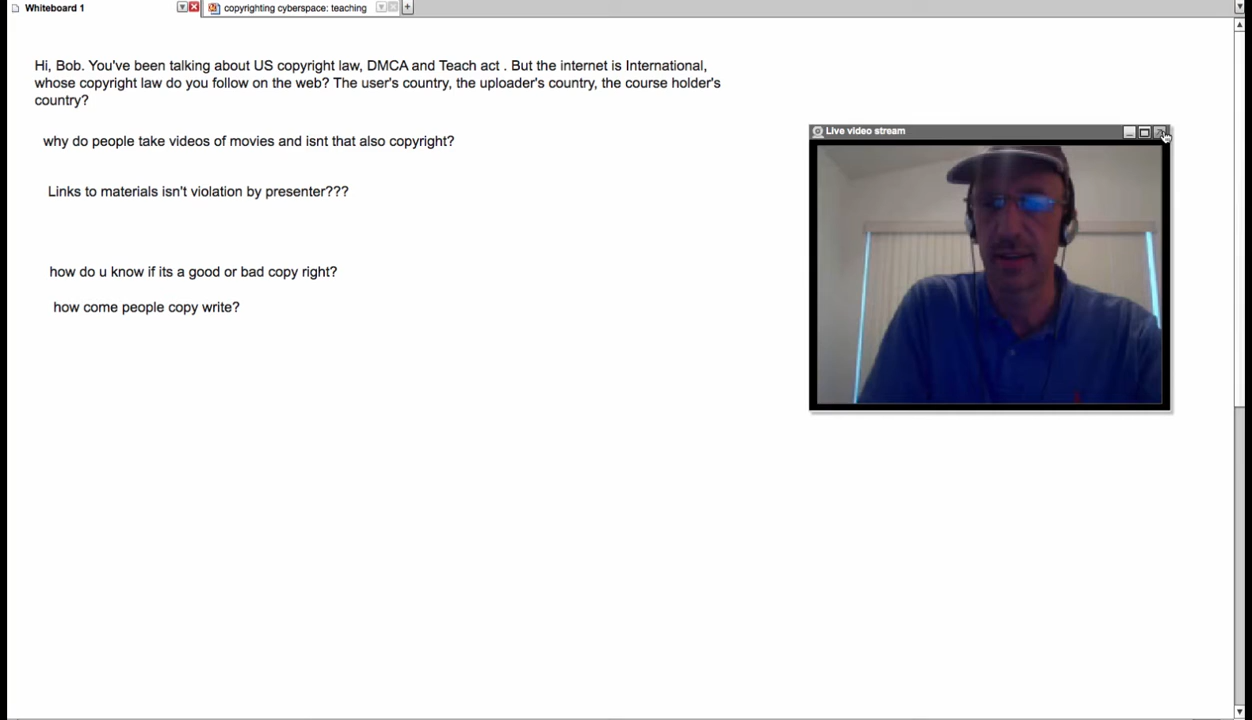 Whiteboard 1
copyrighting cyberspace: teaching
Hi, Bob. You've been talking about US copyright law, DMCA and Teach act . But the internet is International,
whose copyright law do you follow on the web? The user's country, the uploader's country, the course holder's
country?
why do people take videos of movies and isnt that also copyright?
Links to materials isn't violation by presenter???
how do u know if its a good or bad copy right?
how come people copy write?
Live video stream